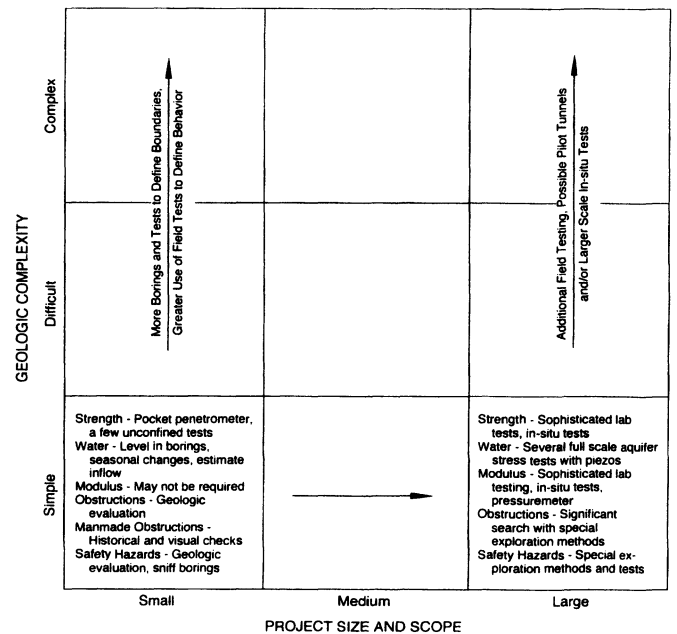 GEOLOGIC COMPLEXITY
Complex
Difficult
Simple
More Borings and Tests to Define Boundaries,
Greater Use of Field Tests to Define Behavior
Additional Field Testing, Possible Pilot Tunnels
and/or Larger Scale In-situ Tests
Strength - Pocket penetrometer,
a few unconfined tests
Water - Level in borings,
seasonal changes, estimate
inflow
Modulus - May not be required
Obstructions - Geologic
evaluation
Manmade Obstructions -
Historical and visual checks
Safety Hazards - Geologic
evaluation, sniff borings
Strength - Sophisticated lab
tests, in-situ tests
Water - Several full scale aquifer
stress tests with piezos
Modulus - Sophisticated lab
testing, in-situ tests,
pressuremeter
Obstructions - Significant
search with special
exploration methods
Safety Hazards - Special ex-
ploration methods and tests
Small
Medium
Large
PROJECT SIZE AND SCOPE